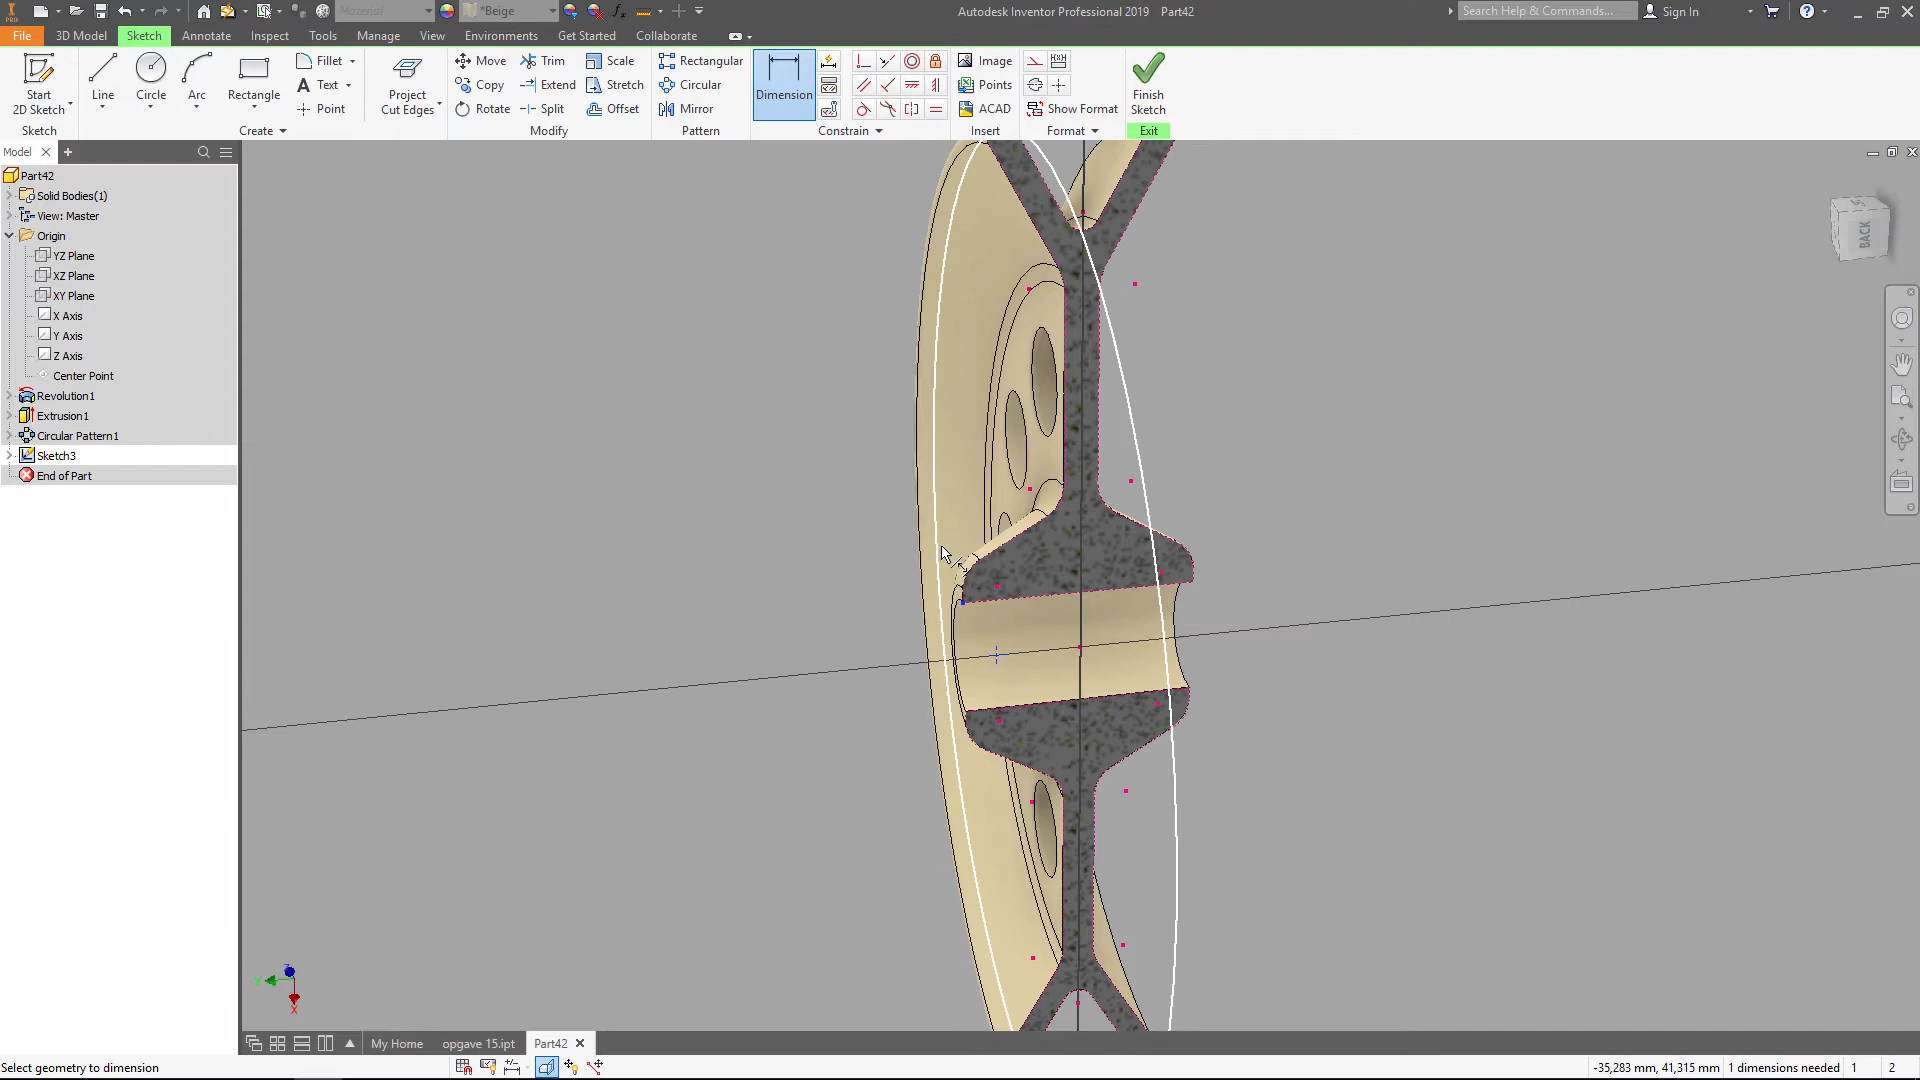 Material
*Beige
Autodesk Inventor Professional 2019 Part42
Search Help & Commands...
Sign In
PRO
File
3D Model
Sketch
Annotate
Inspect
Tools
Manage
View
Environments
Get Started
Collaborate
Start
2D Sketch
Line
Circle
Arc
Rectangle
Fillet
Text
Point
Project
Cut Edges
Move
Copy
Rotate
Trim
Extend
Split
Scale
Stretch
Offset
Rectangular
Circular
Mirror
Dimension
Image
Points
ACAD
Show Format
Finish
Sketch
Sketch
Create
Modify
Pattern
Constrain
Insert
Format
Exit
Model
Part42
Solid Bodies(1)
View: Master
Origin
YZ Plane
XZ Plane
XY Plane
X Axis
Y Axis
Z Axis
Center Point
Revolution1
Extrusion1
Circular Pattern1
Sketch3
End of Part
BACK
Y
Z
X
My Home
opgave 15.ipt
Part42
Select geometry to dimension
-35,283 mm, 41,315 mm
1 dimensions needed
1
2